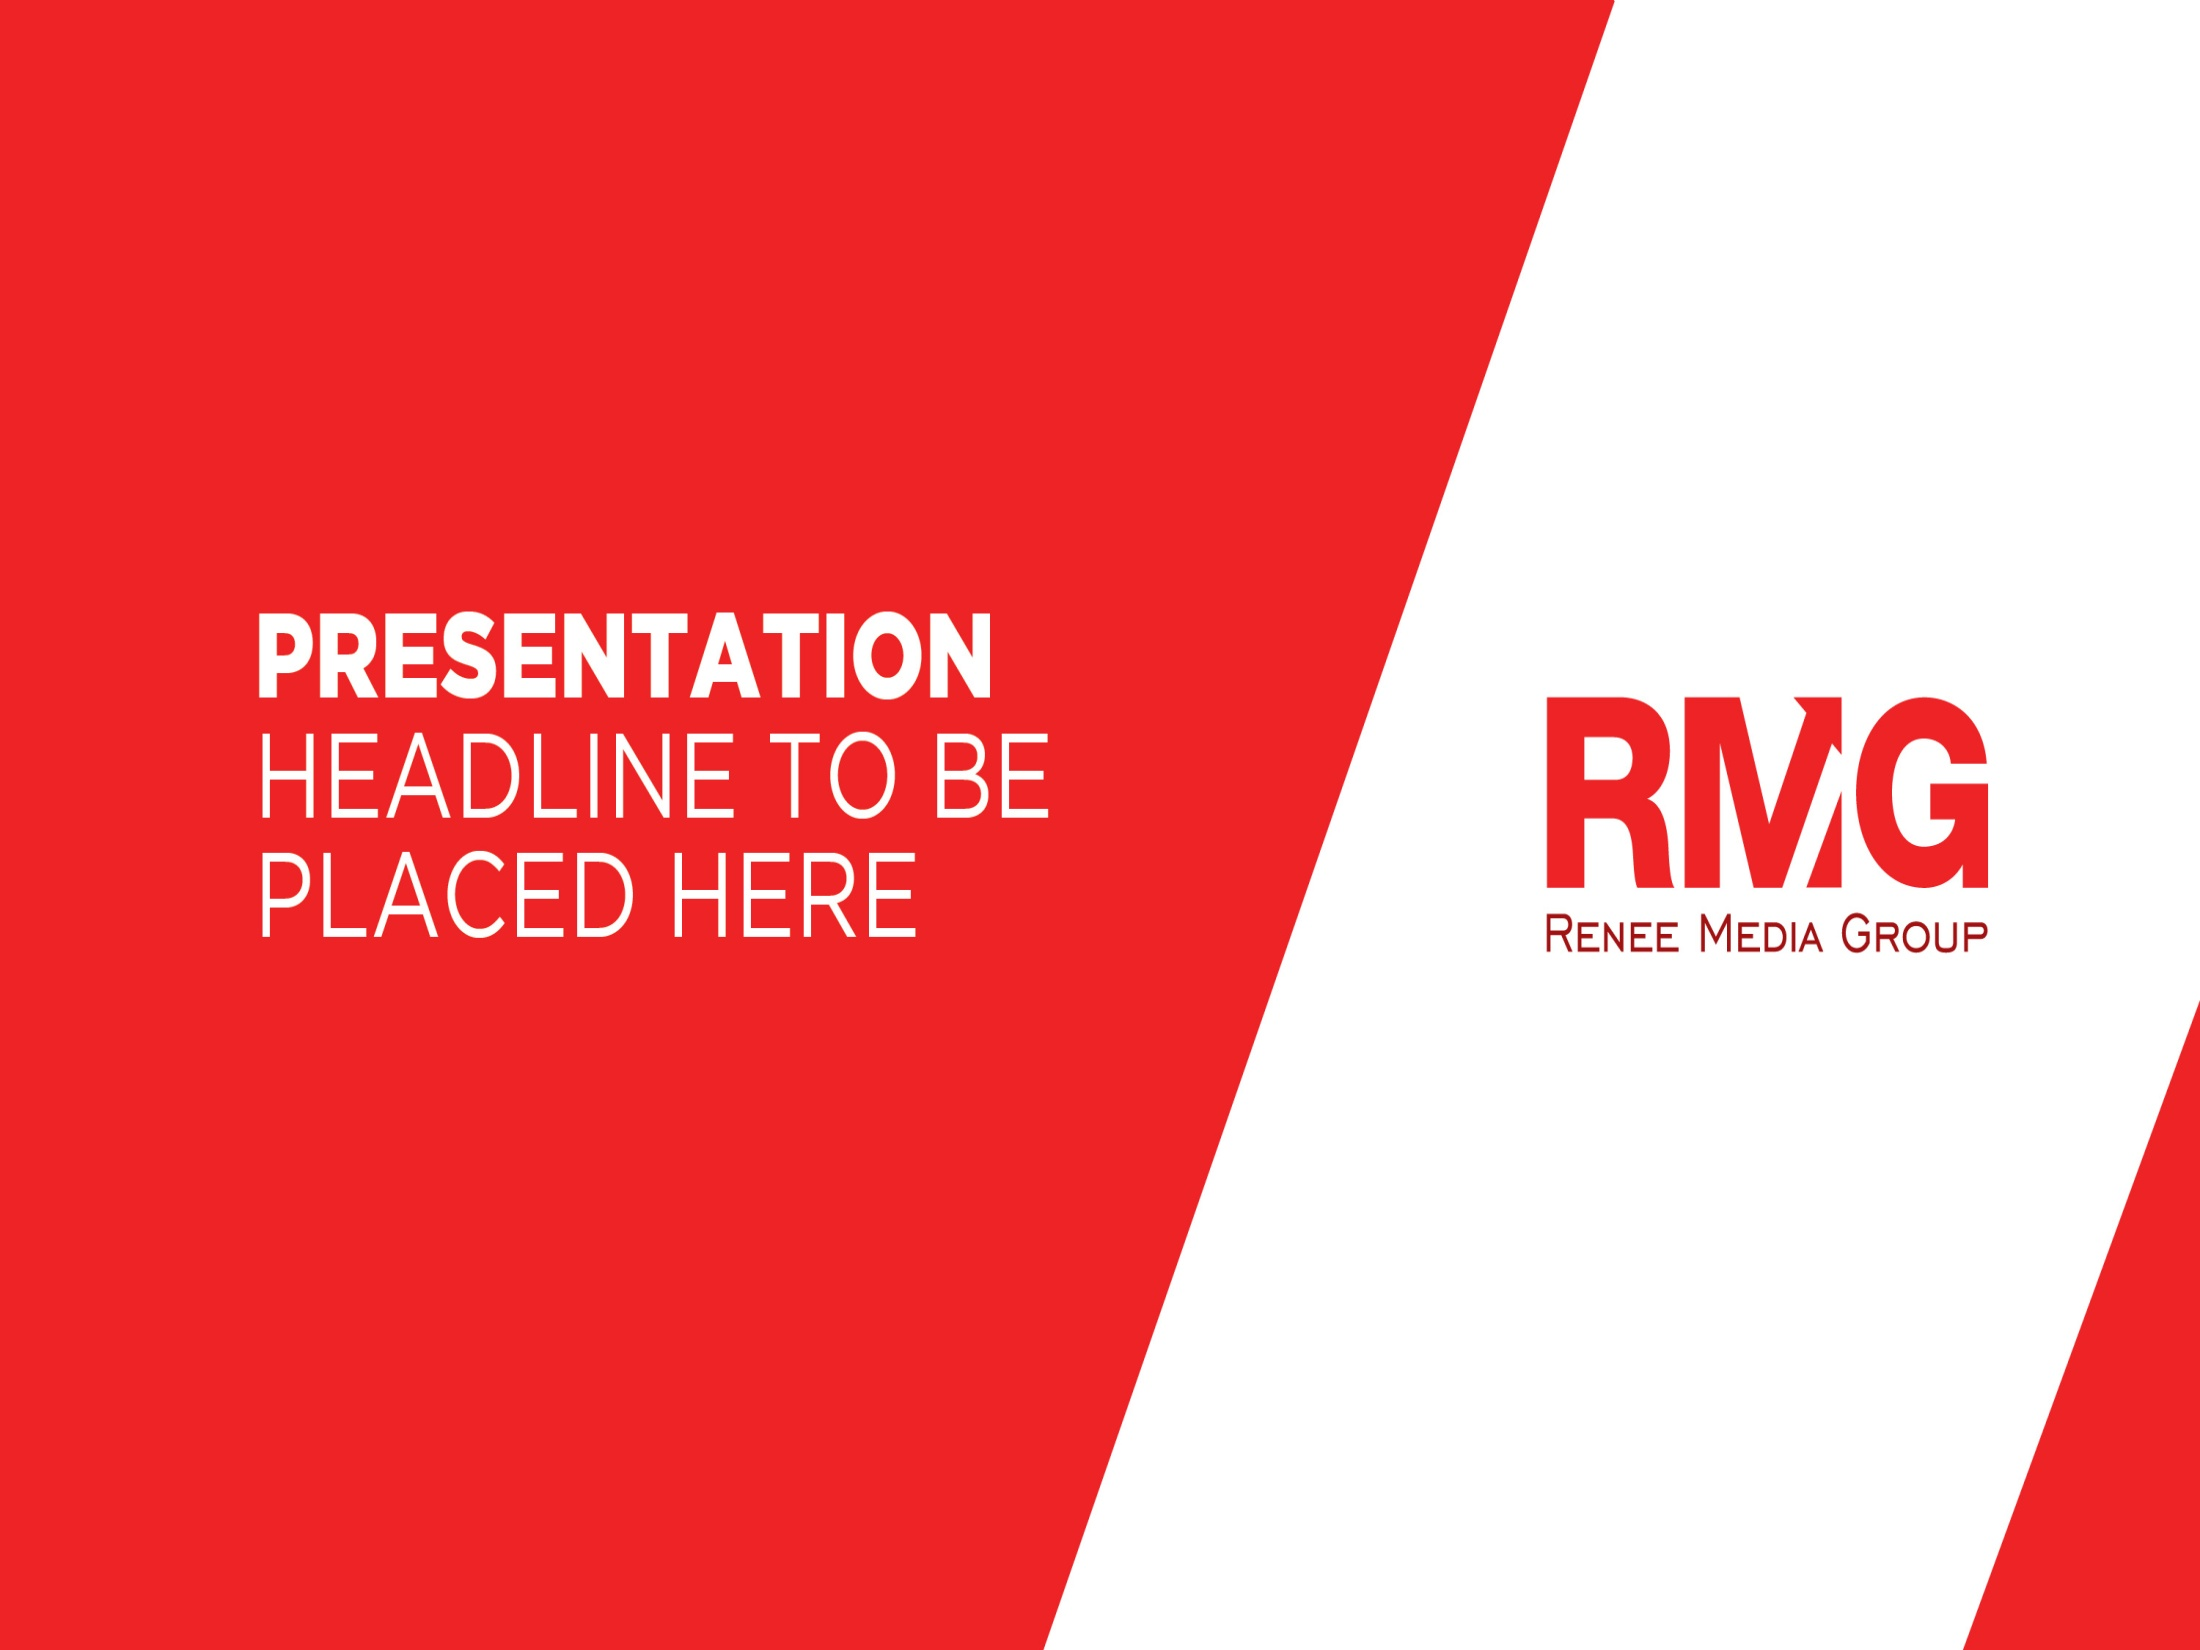 PRESENTATION
HEADLINE TO BE
PLACED HERE
RMG
RENEE MEDIA GROUP